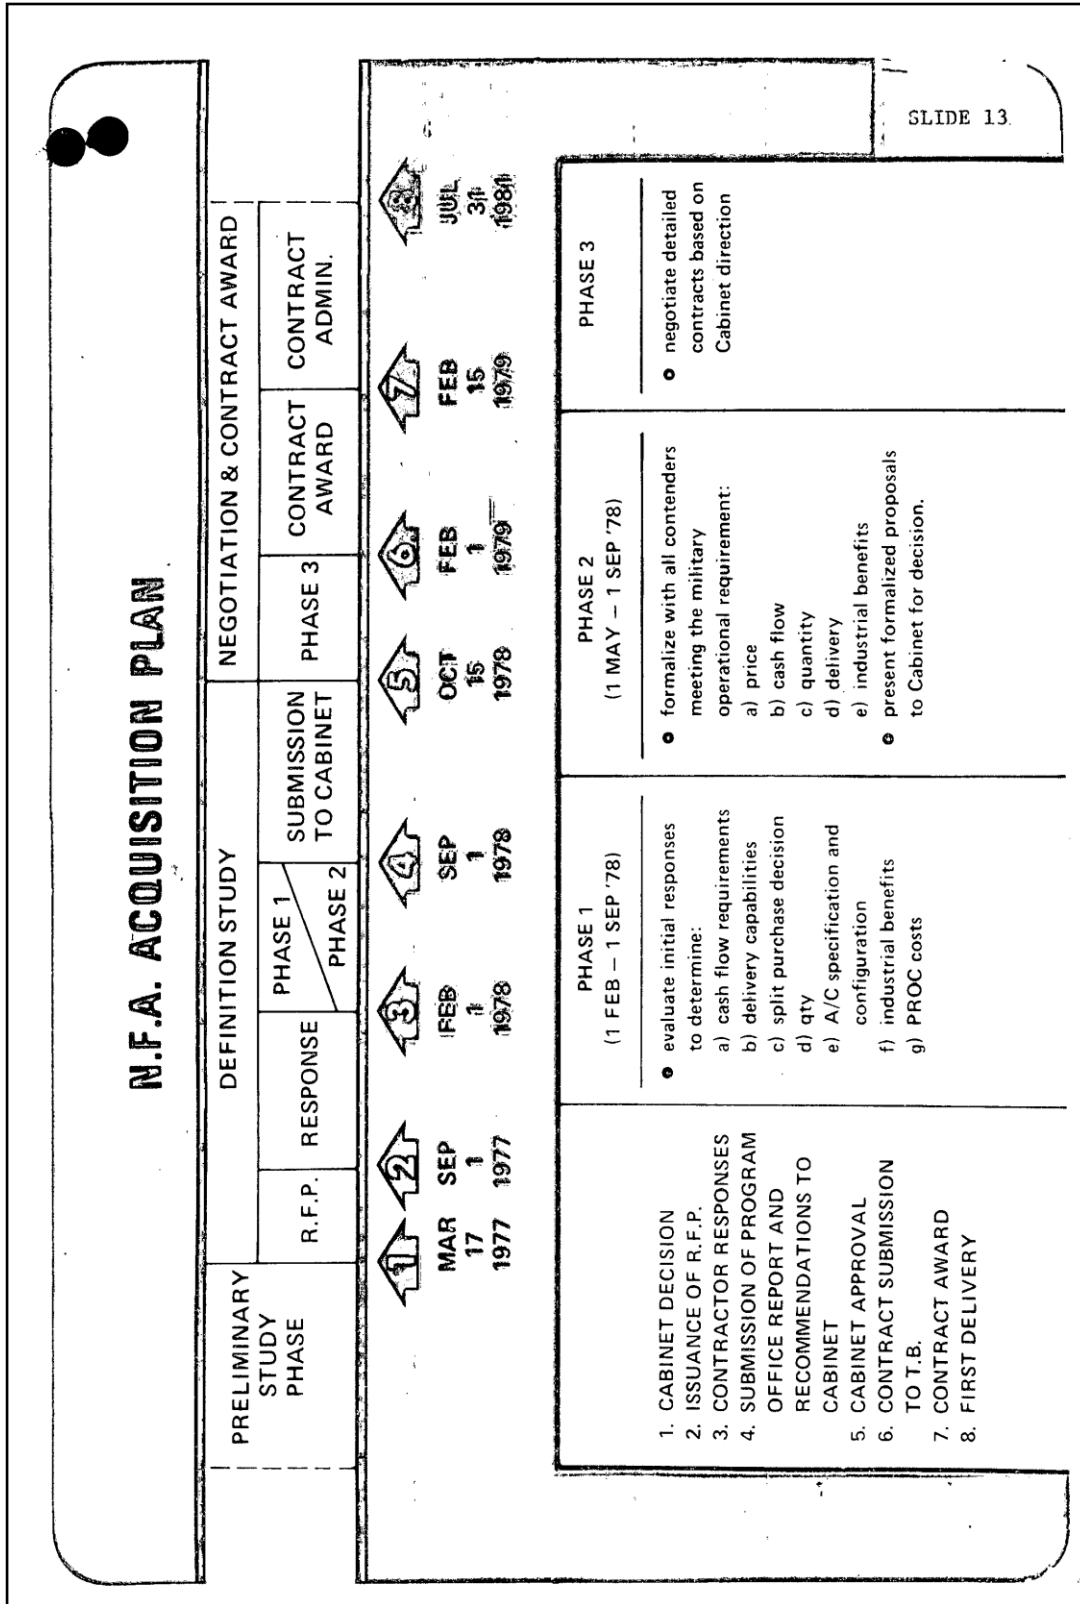 N.F.A. ACQUISITION PLAN
PRELIMINARY
STUDY
PHASE
DEFINITION STUDY
NEGOTIATION & CONTRACT AWARD
R.F.P.
RESPONSE
PHASE 1
PHASE 2
SUBMISSION
TO CABINET
PHASE 3
CONTRACT
AWARD
CONTRACT
ADMIN.
1
MAR
17
1977
2
SEP
1
1977
3
FEB
1
1978
4
SEP
1
1978
5
OCT
15
1978
6
FEB
1
1979
7
FEB
15
1979
8
JUL
31
1981
1. CABINET DECISION
2. ISSUANCE OF R.F.P.
3. CONTRACTOR RESPONSES
4. SUBMISSION OF PROGRAM
OFFICE REPORT AND
RECOMMENDATIONS TO
CABINET
5. CABINET APPROVAL
6. CONTRACT SUBMISSION
TO T.B.
7. CONTRACT AWARD
8. FIRST DELIVERY
PHASE 1
(1 FEB – 1 SEP '78)
• evaluate initial responses
to determine:
a) cash flow requirements
b) delivery capabilities
c) split purchase decision
d) qty
e) A/C specification and
configuration
f) industrial benefits
g) PROC costs
PHASE 2
(1 MAY – 1 SEP '78)
• formalize with all contenders
meeting the military
operational requirement:
a) price
b) cash flow
c) quantity
d) delivery
e) industrial benefits
• present formalized proposals
to Cabinet for decision.
PHASE 3
• negotiate detailed
contracts based on
Cabinet direction
SLIDE 13.